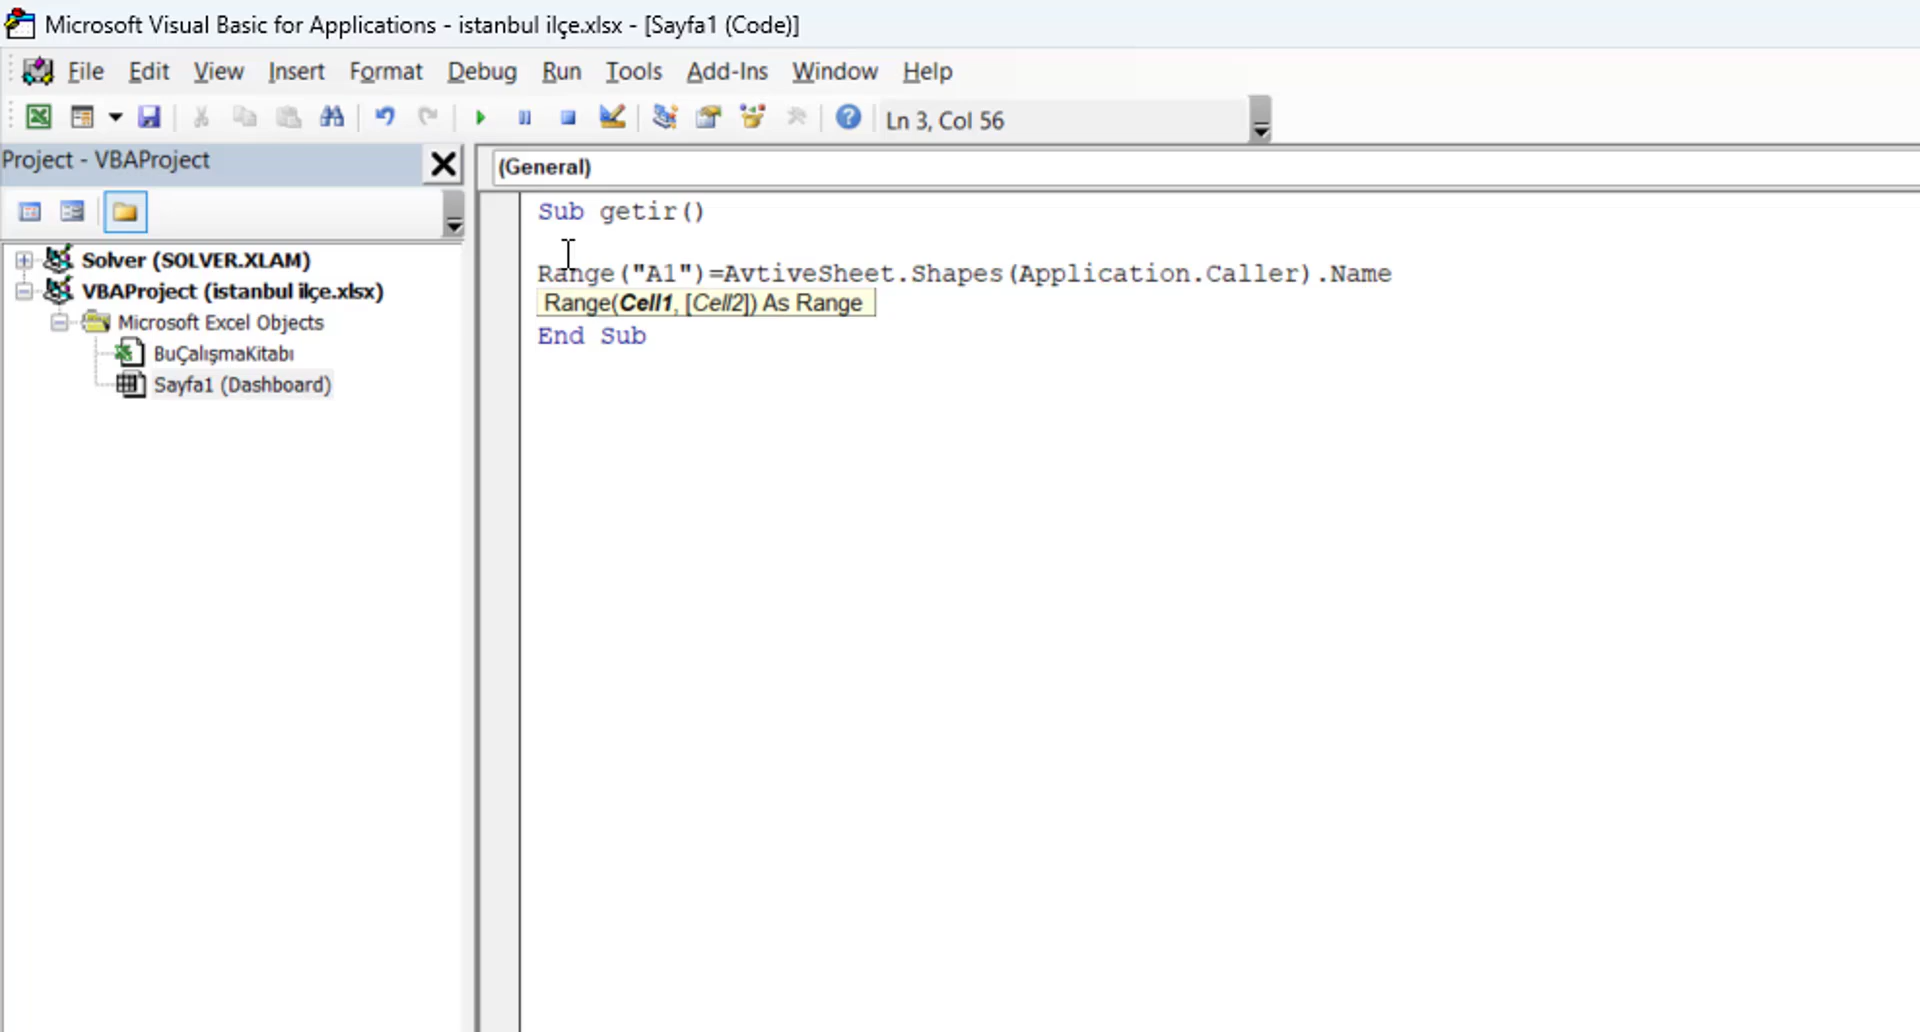 Microsoft Visual Basic for Applications - istanbul ilçe.xlsx - [Sayfa1 (Code)]
File Edit View Insert Format Debug Run Tools Add-Ins Window Help
Ln 3, Col 56
Project - VBAProject
(General)
Solver (SOLVER.XLAM)
VBAProject (istanbul ilçe.xlsx)
Microsoft Excel Objects
BuÇalışmaKitabı
Sayfa1 (Dashboard)
Sub getir()
Range("A1")=AvtiveSheet.Shapes(Application.Caller).Name
Range(Cell1, [Cell2]) As Range
End Sub